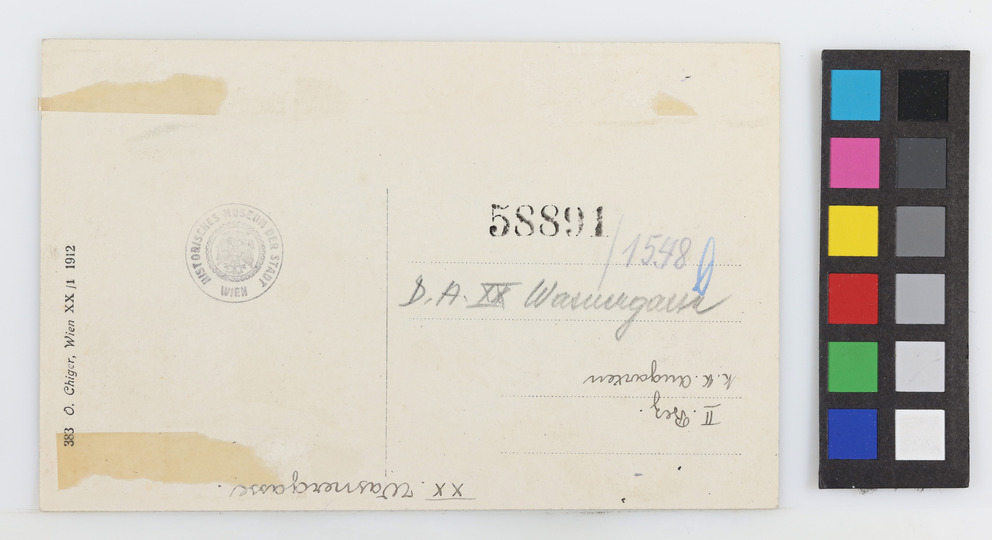 HISTORISCHES MUSEUM DER STADT WIEN
383 O. Chiger, Wien XX/1 1912
58891
/1548
D. A. XX Wasnergasse
II. Bez.
k. k. Augarten
XX. Wasnergasse.